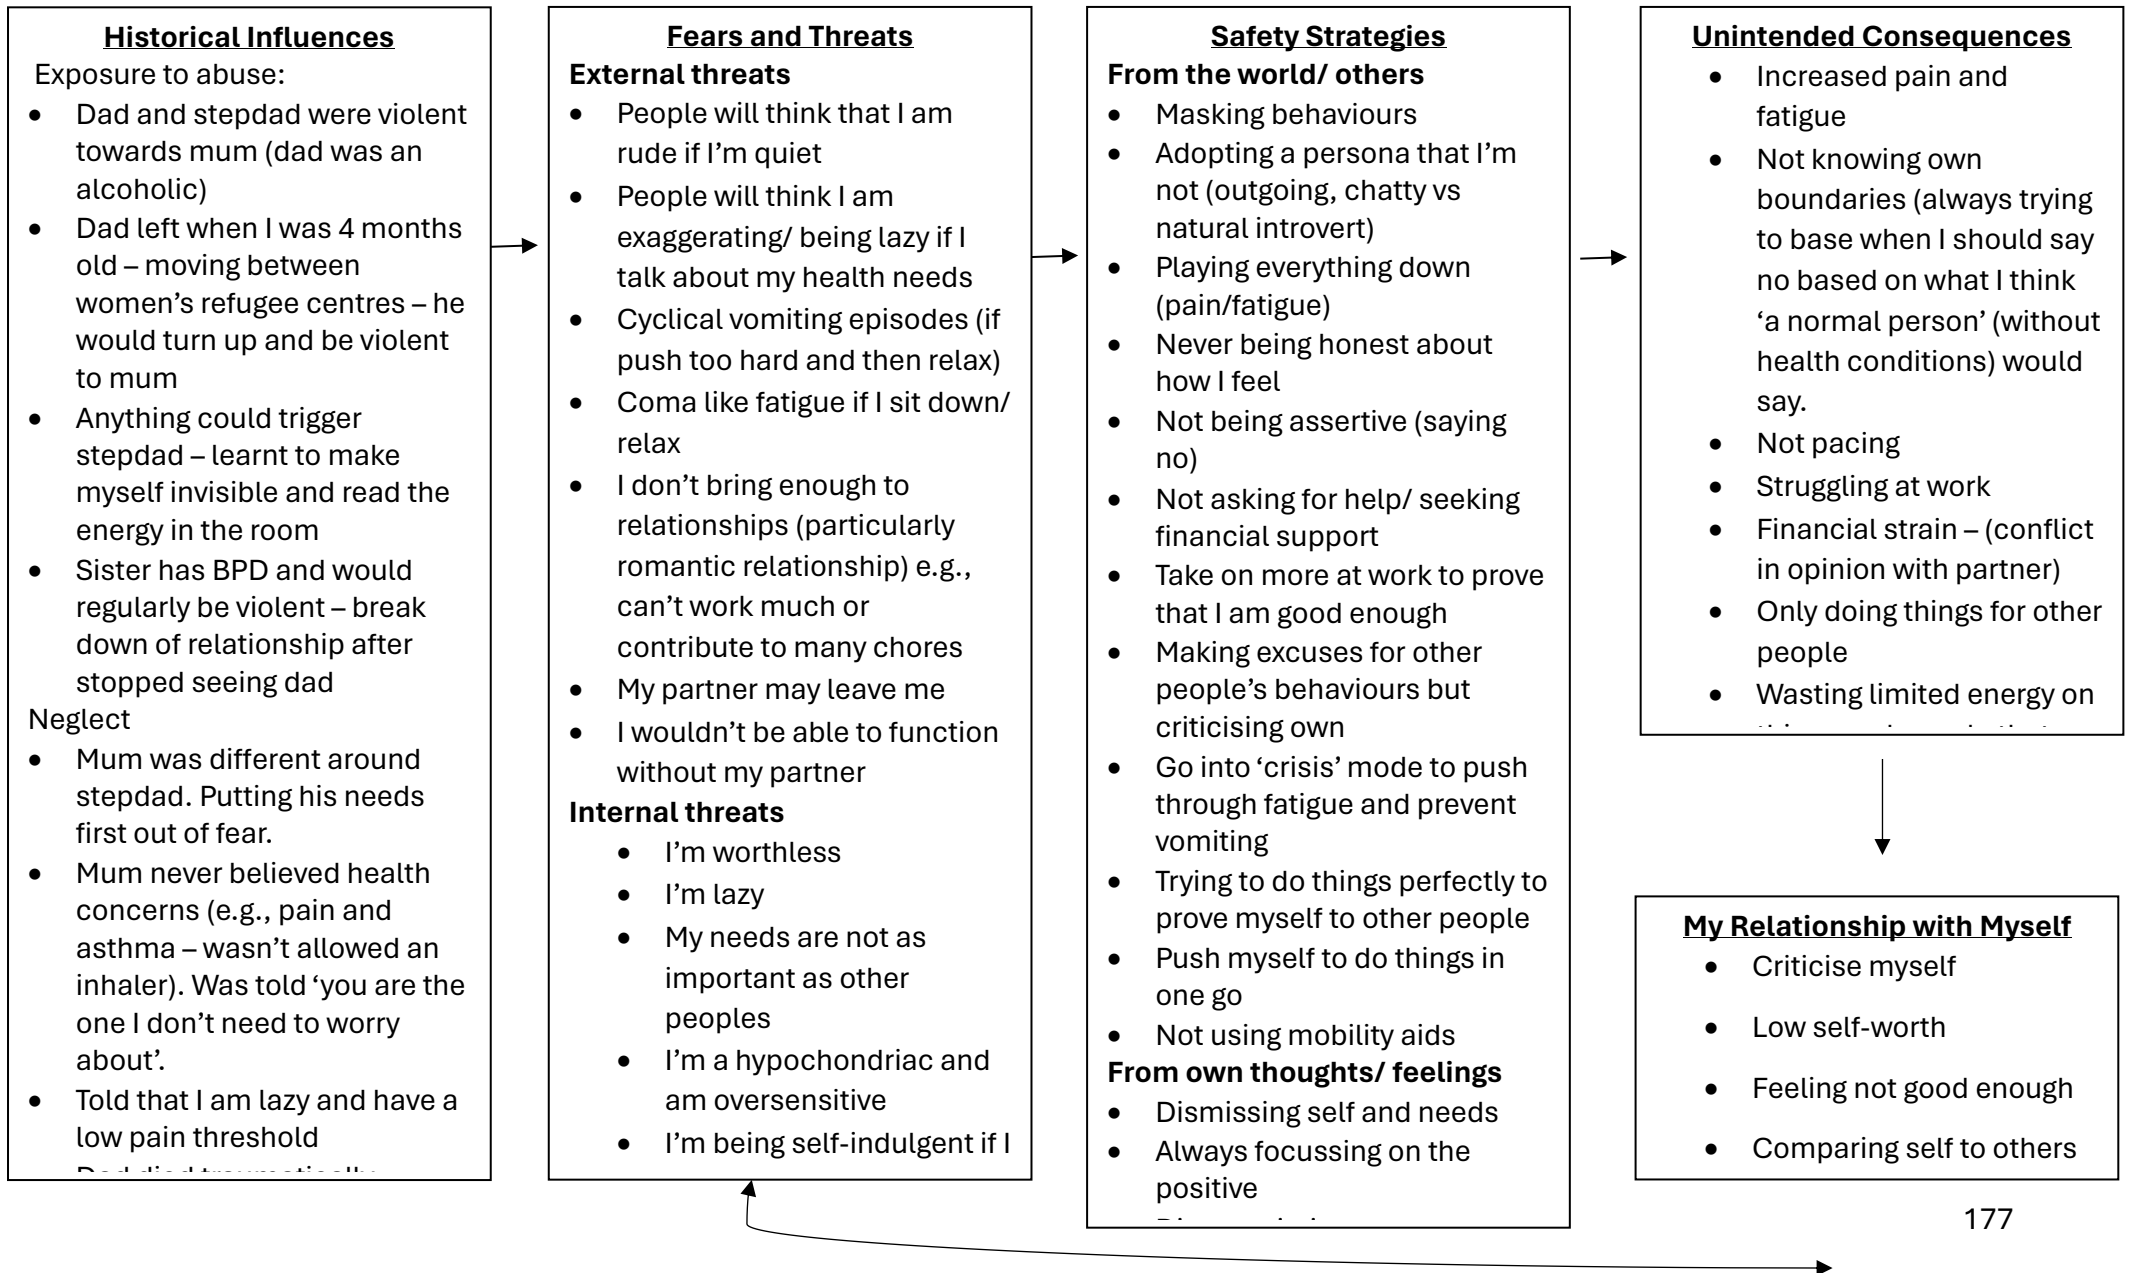 Historical Influences
Exposure to abuse:
• Dad and stepdad were violent
towards mum (dad was an
alcoholic)
• Dad left when I was 4 months
old – moving between
women’s refugee centres – he
would turn up and be violent
to mum
• Anything could trigger
stepdad – learnt to make
myself invisible and read the
energy in the room
• Sister has BPD and would
regularly be violent – break
down of relationship after
stopped seeing dad
Neglect
• Mum was different around
stepdad. Putting his needs
first out of fear.
• Mum never believed health
concerns (e.g., pain and
asthma – wasn’t allowed an
inhaler). Was told ‘you are the
one I don’t need to worry
about’.
• Told that I am lazy and have a
low pain threshold
Dad died traumatically
Fears and Threats
External threats
• People will think that I am
rude if I’m quiet
• People will think I am
exaggerating/ being lazy if I
talk about my health needs
• Cyclical vomiting episodes (if
push too hard and then relax)
• Coma like fatigue if I sit down/
relax
• I don’t bring enough to
relationships (particularly
romantic relationship) e.g.,
can’t work much or
contribute to many chores
• My partner may leave me
• I wouldn’t be able to function
without my partner
Internal threats
• I’m worthless
• I’m lazy
• My needs are not as
important as other
peoples
• I’m a hypochondriac and
am oversensitive
• I’m being self-indulgent if I
Safety Strategies
From the world/ others
• Masking behaviours
• Adopting a persona that I’m
not (outgoing, chatty vs
natural introvert)
• Playing everything down
(pain/fatigue)
• Never being honest about
how I feel
• Not being assertive (saying
no)
• Not asking for help/ seeking
financial support
• Take on more at work to prove
that I am good enough
• Making excuses for other
people’s behaviours but
criticising own
• Go into ‘crisis’ mode to push
through fatigue and prevent
vomiting
• Trying to do things perfectly to
prove myself to other people
• Push myself to do things in
one go
• Not using mobility aids
From own thoughts/ feelings
• Dismissing self and needs
• Always focussing on the
positive
Unintended Consequences
• Increased pain and
fatigue
• Not knowing own
boundaries (always trying
to base when I should say
no based on what I think
‘a normal person’ (without
health conditions) would
say.
• Not pacing
• Struggling at work
• Financial strain – (conflict
in opinion with partner)
• Only doing things for other
people
• Wasting limited energy on
My Relationship with Myself
• Criticise myself
• Low self-worth
• Feeling not good enough
• Comparing self to others
177